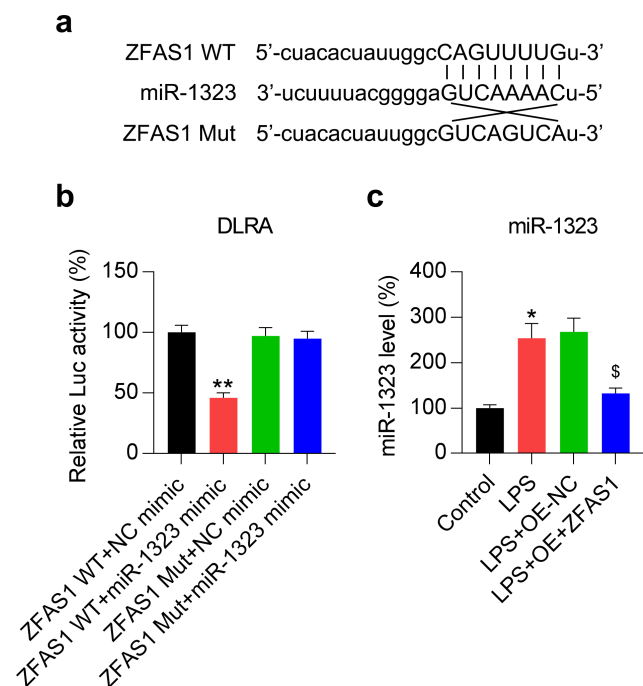 a
ZFAS1 WT 5’-cuacacuauuggcCAGUUUUGu-3’
miR-1323 3’-ucuuuuacggggaGUCAAAACu-5’
ZFAS1 Mut 5’-cuacacuauuggcGUCAGUCAu-3’
b
DLRA
Relative Luc activity (%)
150
100
50
0
**
ZFAS1 WT+NC mimic
ZFAS1 WT+miR-1323 mimic
ZFAS1 Mut+NC mimic
ZFAS1 Mut+miR-1323 mimic
c
miR-1323
miR-1323 level (%)
400
300
200
100
0
*
$
Control
LPS
LPS+OE-NC
LPS+OE+ZFAS1